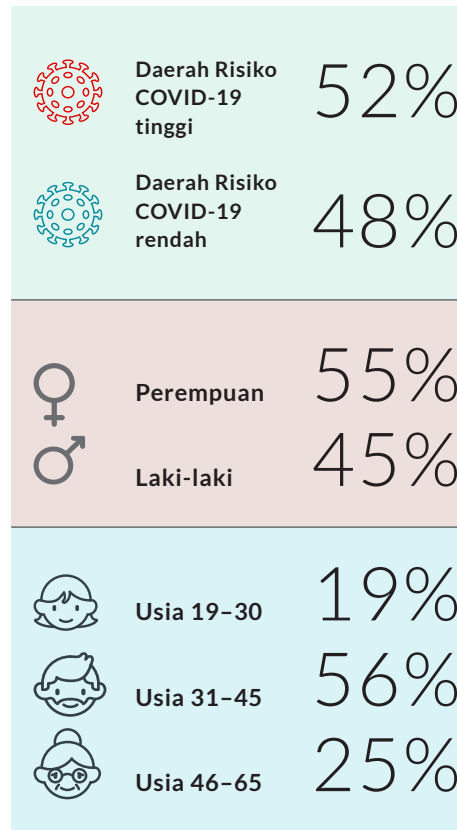 Daerah Risiko
COVID-19
tinggi
52%
Daerah Risiko
COVID-19
rendah
48%
Perempuan 55%
Laki-laki 45%
Usia 19–30 19%
Usia 31–45 56%
Usia 46–65 25%